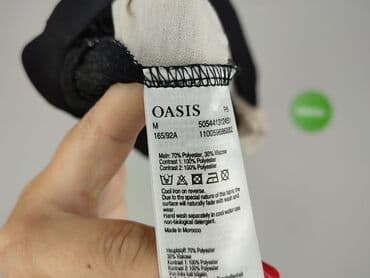 OASIS
M P/8
165/92A
Main: 70% Polyester, 30% Viscose
Contrast 1: 100% Polyester
Contrast 2: 100% Polyester
Cool iron on reverse.
Due to the special nature of this fabric the
surface will naturally fade with wash and
wear.
Hand wash separately in cool water with
non-biological detergent.
Made in Morocco
Hauptstoff: 70% Polyester,
30% Viskose
Kontrast 1: 100% Polyester
Kontrast 2: 100% Polyester